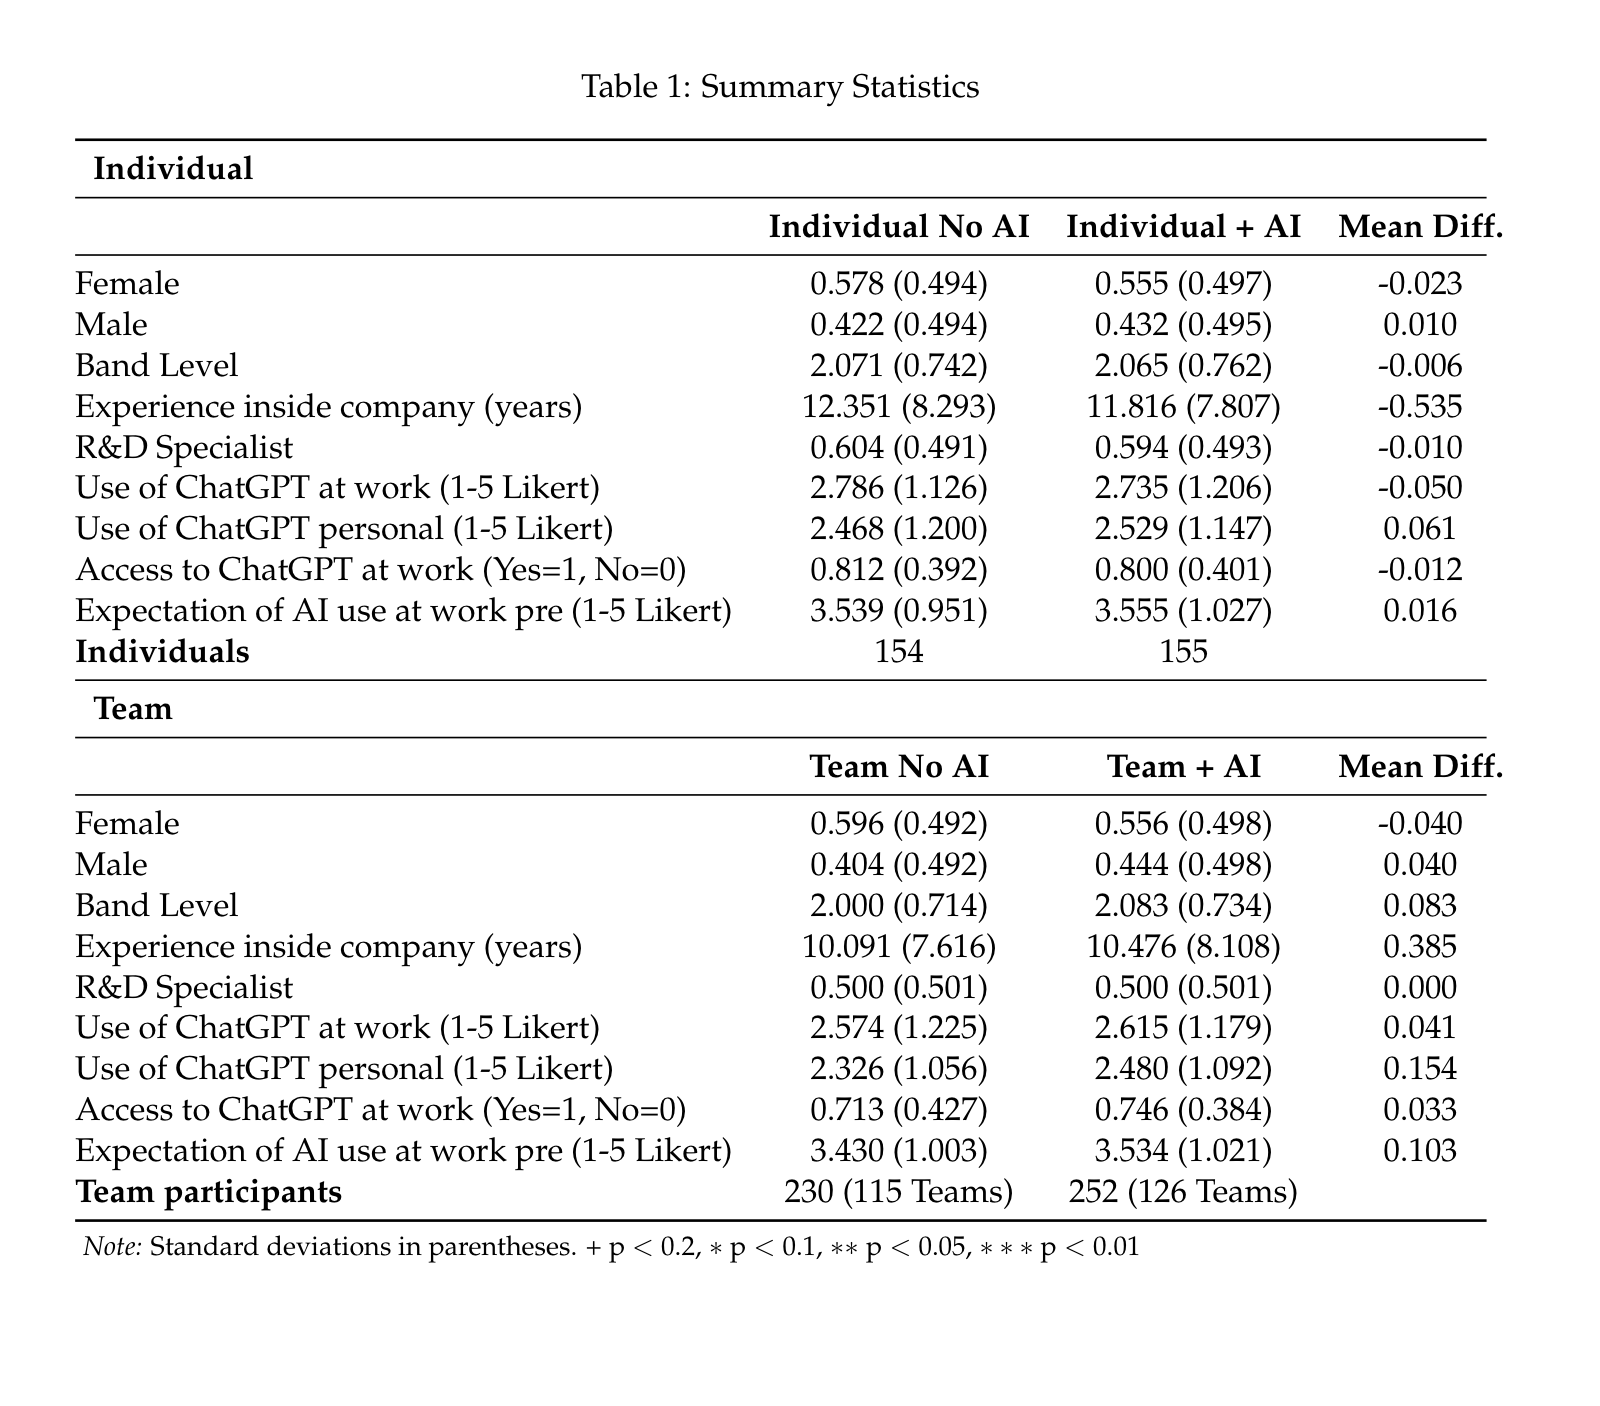 Table 1: Summary Statistics
Individual
Individual No AI Individual + AI Mean Diff.
Female 0.578 (0.494) 0.555 (0.497) -0.023
Male 0.422 (0.494) 0.432 (0.495) 0.010
Band Level 2.071 (0.742) 2.065 (0.762) -0.006
Experience inside company (years) 12.351 (8.293) 11.816 (7.807) -0.535
R&D Specialist 0.604 (0.491) 0.594 (0.493) -0.010
Use of ChatGPT at work (1-5 Likert) 2.786 (1.126) 2.735 (1.206) -0.050
Use of ChatGPT personal (1-5 Likert) 2.468 (1.200) 2.529 (1.147) 0.061
Access to ChatGPT at work (Yes=1, No=0) 0.812 (0.392) 0.800 (0.401) -0.012
Expectation of AI use at work pre (1-5 Likert) 3.539 (0.951) 3.555 (1.027) 0.016
Individuals 154 155
Team
Team No AI Team + AI Mean Diff.
Female 0.596 (0.492) 0.556 (0.498) -0.040
Male 0.404 (0.492) 0.444 (0.498) 0.040
Band Level 2.000 (0.714) 2.083 (0.734) 0.083
Experience inside company (years) 10.091 (7.616) 10.476 (8.108) 0.385
R&D Specialist 0.500 (0.501) 0.500 (0.501) 0.000
Use of ChatGPT at work (1-5 Likert) 2.574 (1.225) 2.615 (1.179) 0.041
Use of ChatGPT personal (1-5 Likert) 2.326 (1.056) 2.480 (1.092) 0.154
Access to ChatGPT at work (Yes=1, No=0) 0.713 (0.427) 0.746 (0.384) 0.033
Expectation of AI use at work pre (1-5 Likert) 3.430 (1.003) 3.534 (1.021) 0.103
Team participants 230 (115 Teams) 252 (126 Teams)
Note: Standard deviations in parentheses. + p < 0.2, ∗ p < 0.1, ∗∗ p < 0.05, ∗ ∗ ∗ p < 0.01